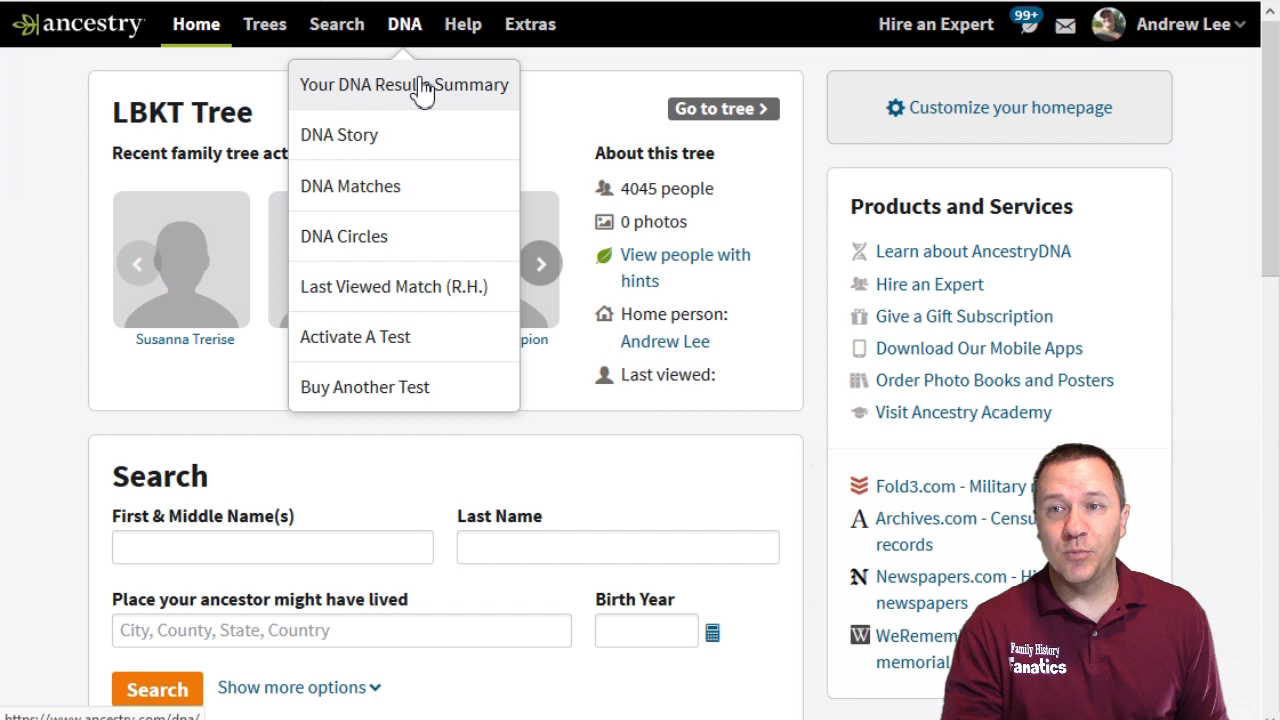 ancestry Home Trees Search DNA Help Extras Hire an Expert 99+ Andrew Lee
Your DNA Results Summary
DNA Story
DNA Matches
DNA Circles
Last Viewed Match (R.H.)
Activate A Test
Buy Another Test
LBKT Tree
Go to tree
Recent family tree act
Susanna Trerise
pion
About this tree
4045 people
0 photos
View people with
hints
Home person:
Andrew Lee
Last viewed:
Search
First & Middle Name(s) Last Name
Place your ancestor might have lived Birth Year
City, County, State, Country
Search Show more options
https://www.ancestry.com/dna/
Customize your homepage
Products and Services
Learn about AncestryDNA
Hire an Expert
Give a Gift Subscription
Download Our Mobile Apps
Order Photo Books and Posters
Visit Ancestry Academy
Fold3.com - Military
Archives.com - Censu
records
Newspapers.com - Hi
newspapers
WeRemem
memorial
Family History
Fanatics